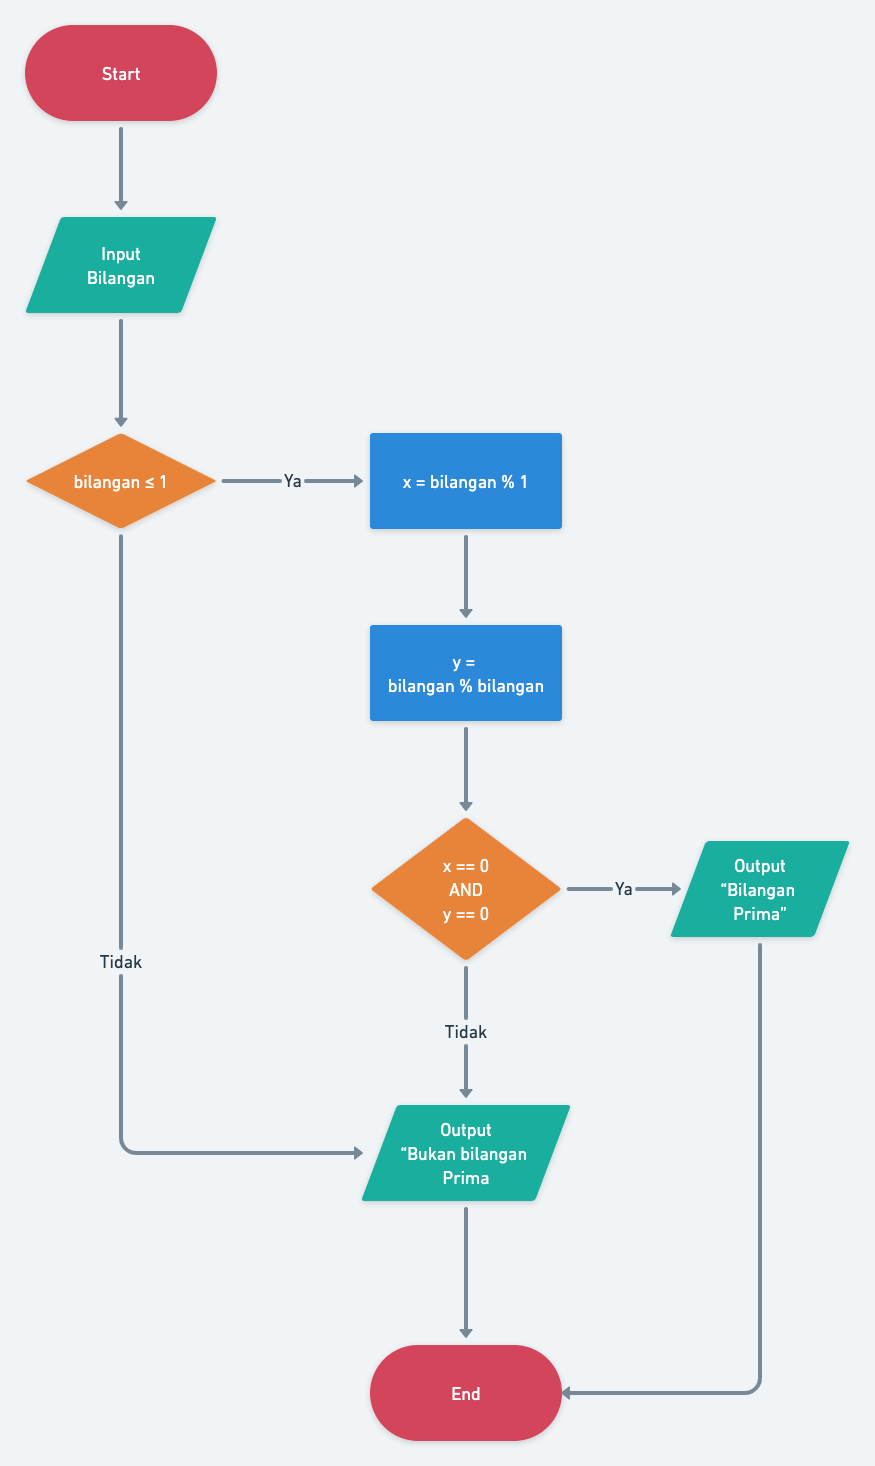 Start
Input
Bilangan
bilangan ≤ 1
Ya
x = bilangan % 1
y =
bilangan % bilangan
x == 0
AND
y == 0
Ya
Output
“Bilangan
Prima”
Tidak
Tidak
Output
“Bukan bilangan
Prima
End